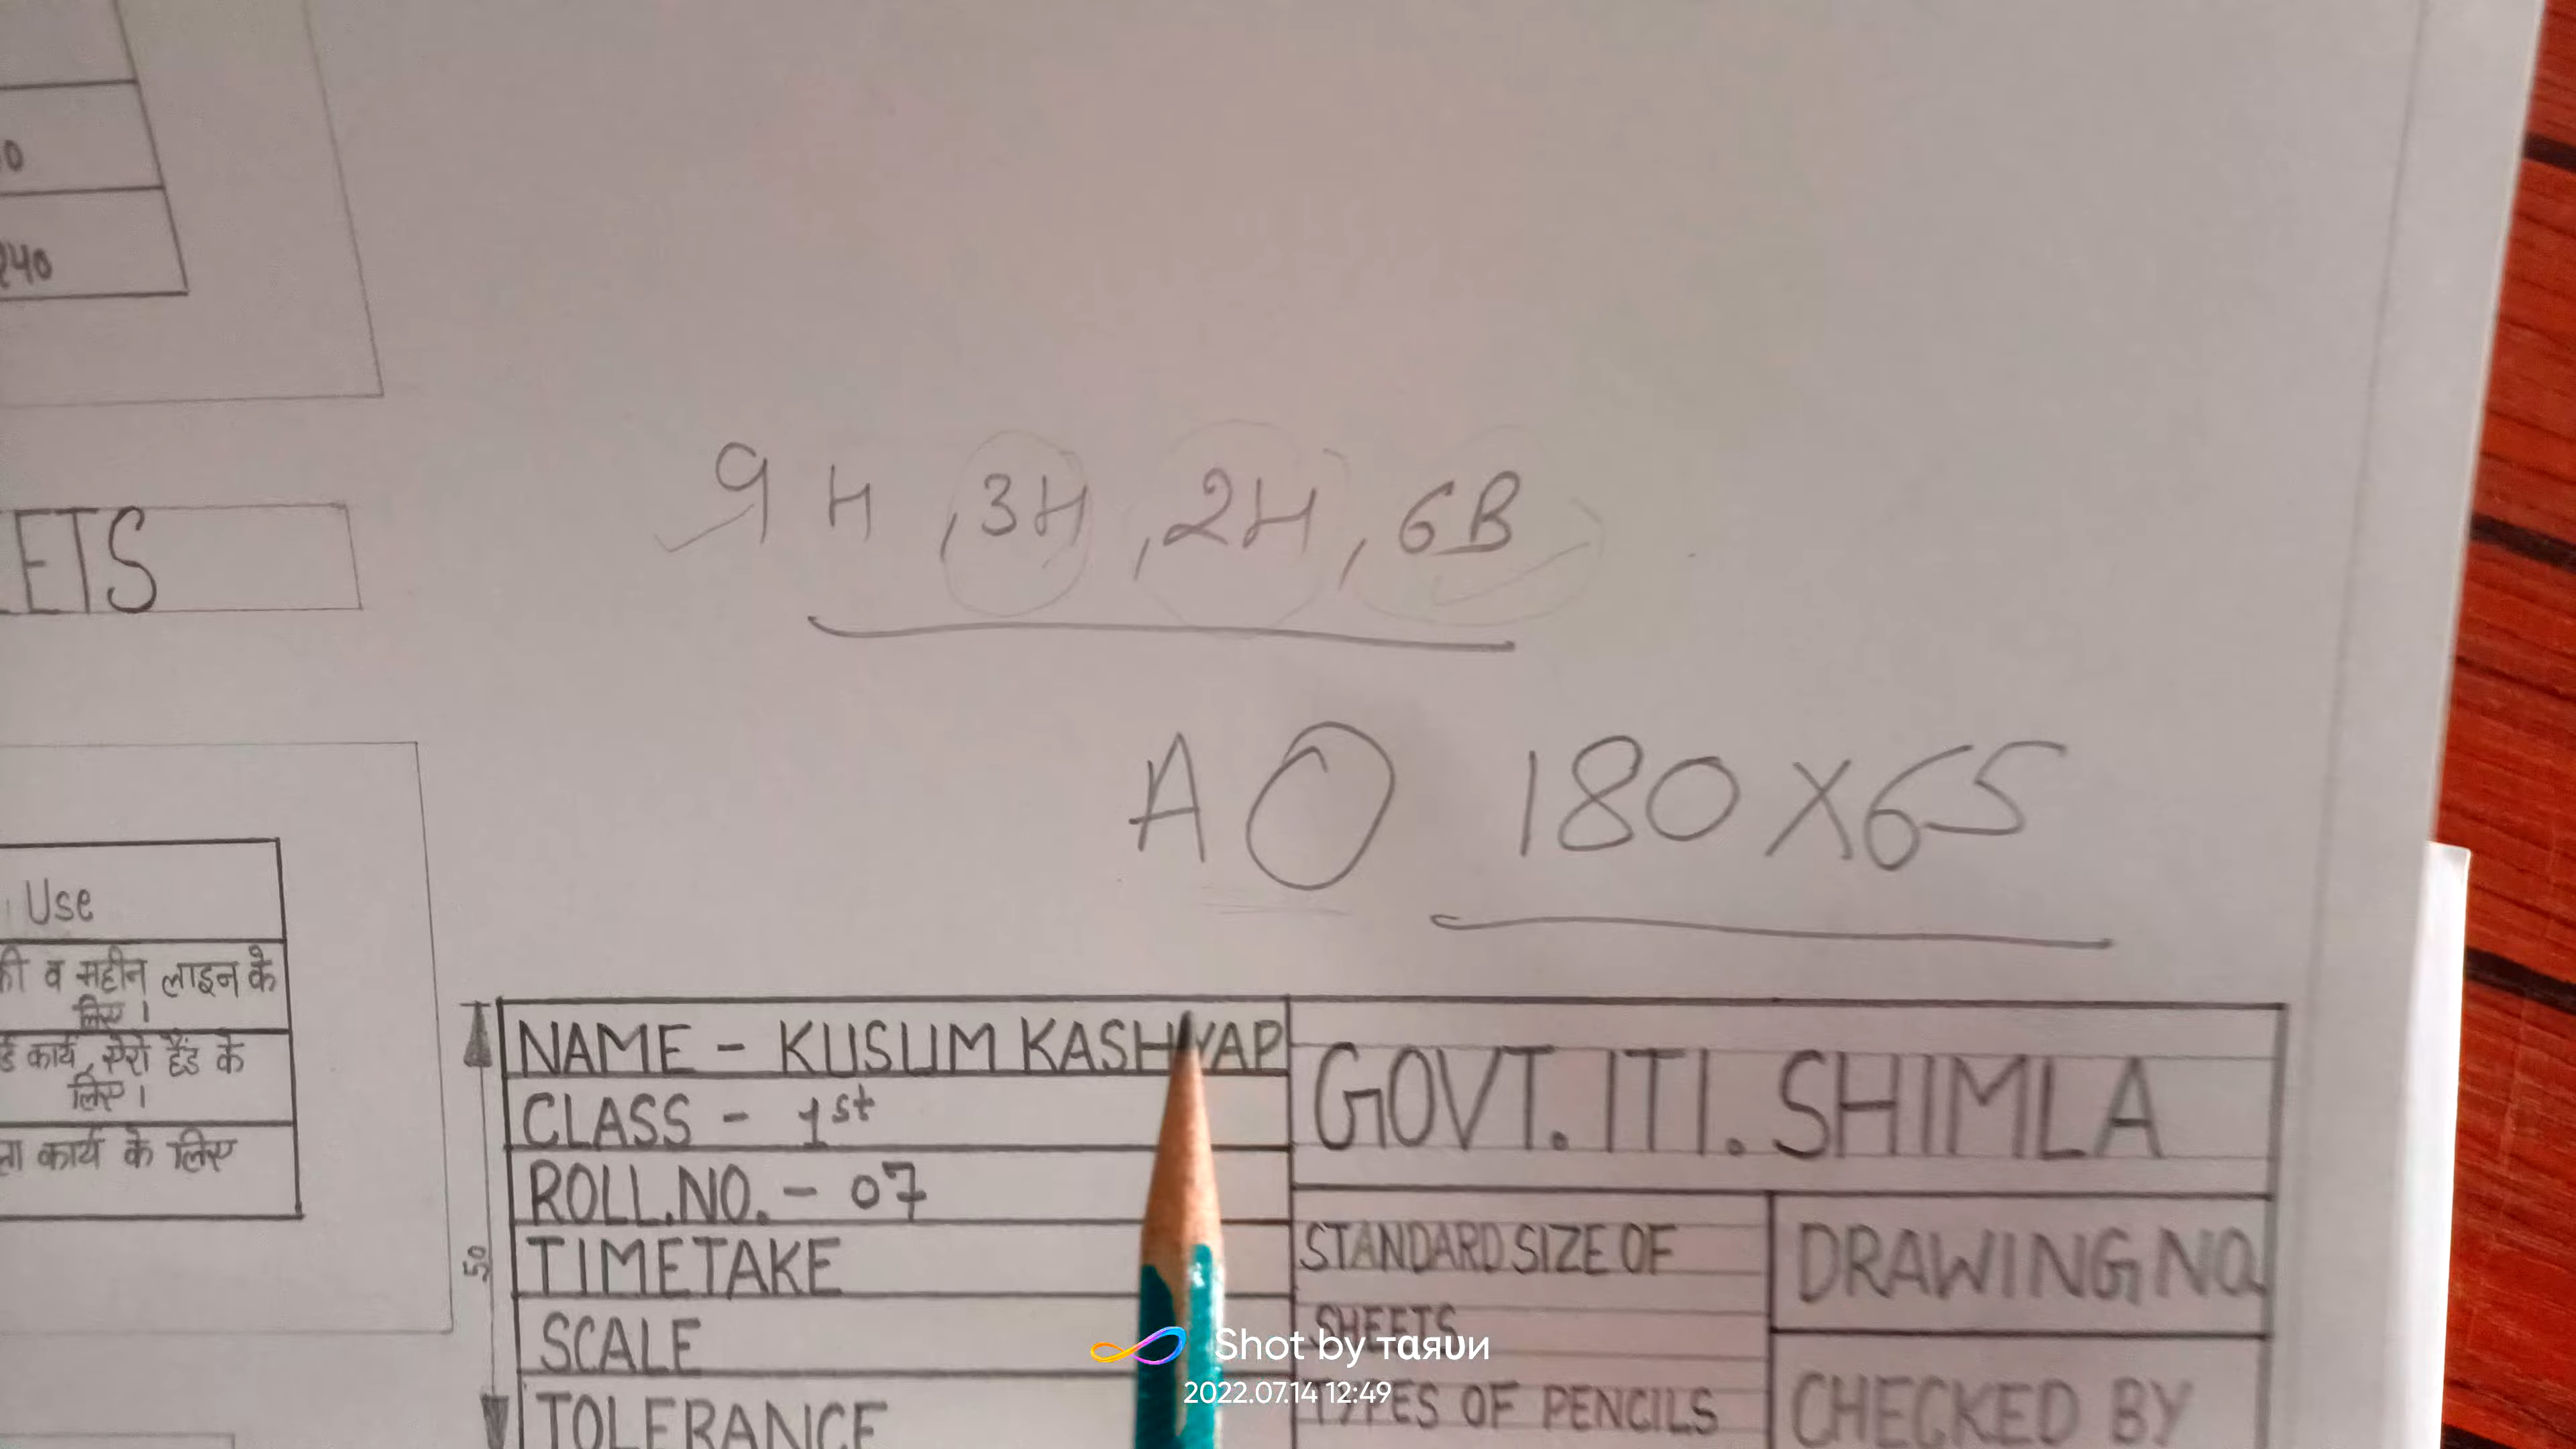 240
ETS
9H, 3H, 2H, 6B
A0 180X65
Use
व महीन लाइन के
लिए।
कार्य, हैंड के
लिए।
कार्य के लिए
50
NAME - KUSUM KASHYAP
CLASS - 1st
ROLL.NO. - 07
TIMETAKE
SCALE
TOLERANCE
GOVT. ITI. SHIMLA
STANDARD SIZE OF
SHEETS
TYPES OF PENCILS
DRAWING NO.
CHECKED BY
Shot by ταяυи
2022.07.14 12:49